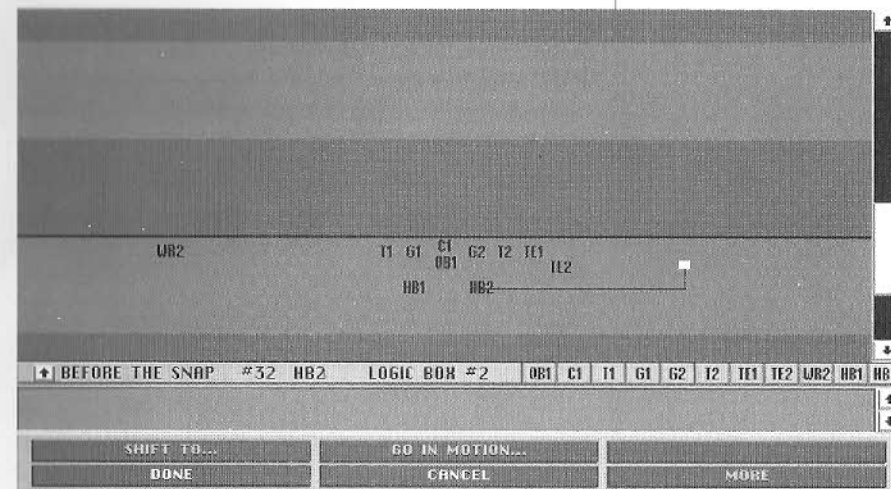 C1
WR2 T1 G1 G2 T2 TE1
QB1 TE2
HB1 HB2
BEFORE THE SNAP #32 HB2 LOGIC BOX #2 QB1 C1 T1 G1 G2 T2 TE1 TE2 WR2 HB1 HB
SHIFT TO... GO IN MOTION...
DONE CANCEL MORE